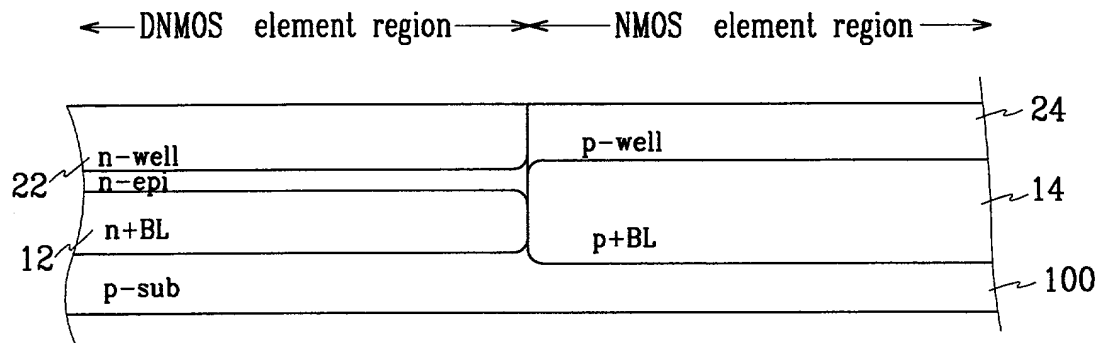 DNMOS element region NMOS element region
24
p-well
n-well
22
n-epi
14
n+BL
p+BL
12
100
p-sub